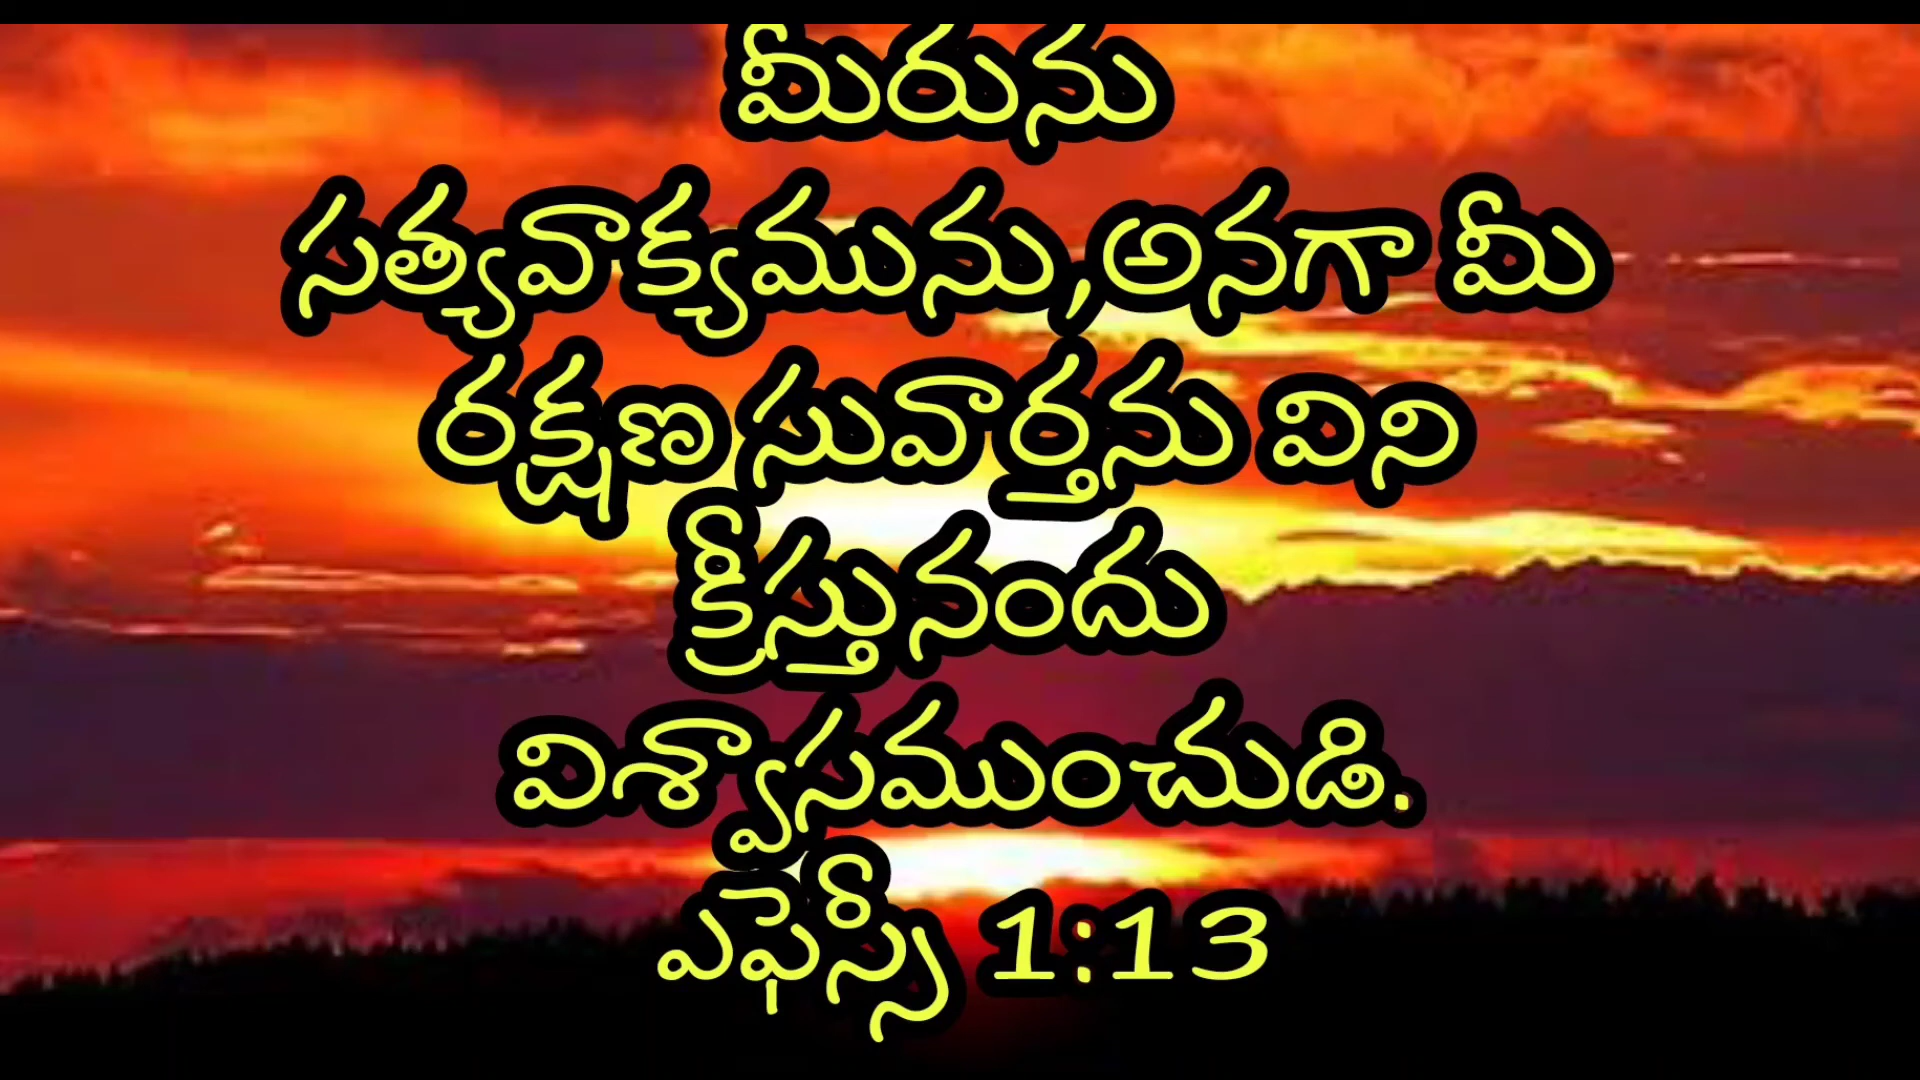 మీరును
సత్యవాక్యమును,అనగా మీ
రక్షణ సువార్తను విని
క్రీస్తునందు
విశ్వాసముంచుడి.
ఎఫెస్సీ 1:13